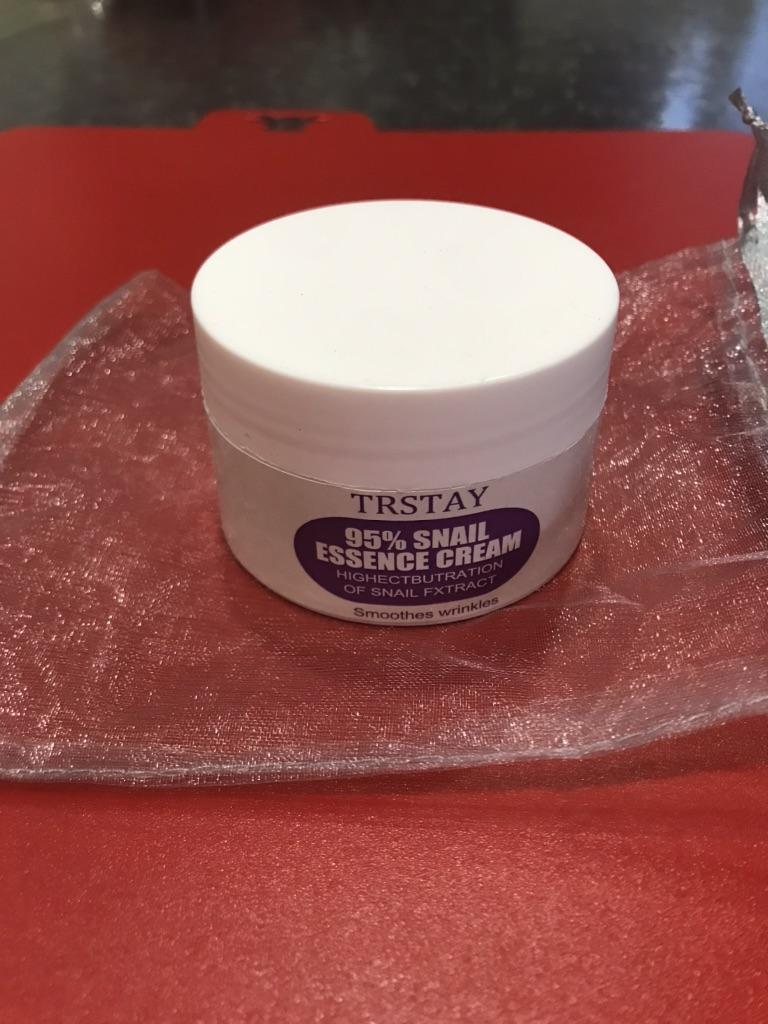 TRSTAY
95% SNAIL
ESSENCE CREAM
HIGHECTBUTRATION
OF SNAIL FXTRACT
Smoothes wrinkles